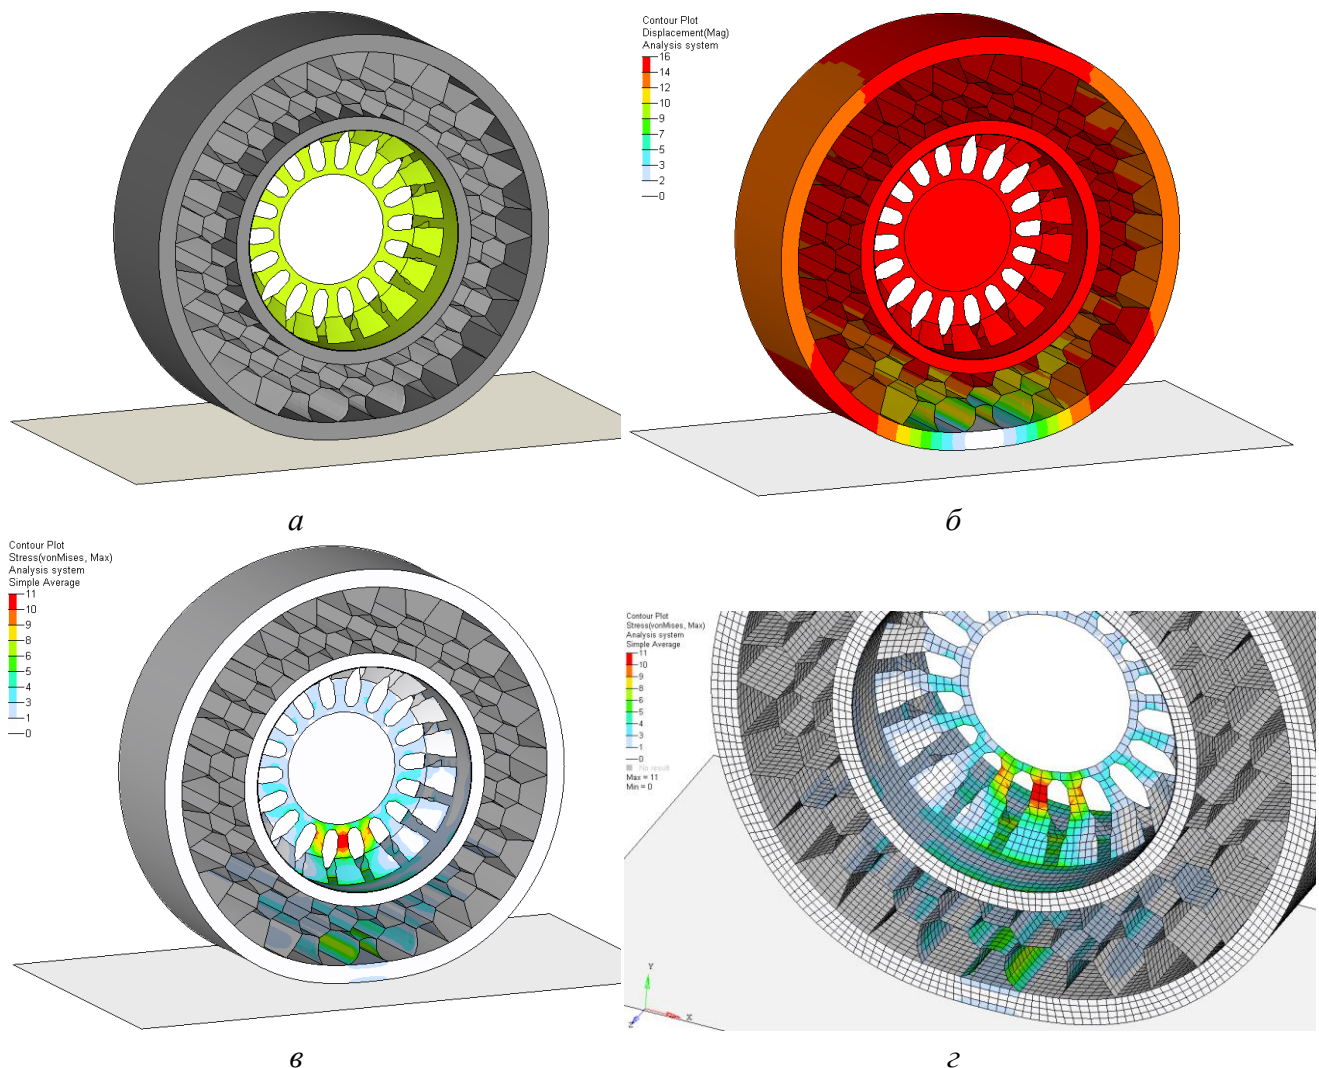 Contour Plot
Displacement(Mag)
Analysis system
16
14
12
10
9
7
5
3
2
0
а
б
Contour Plot
Stress(vonMises, Max)
Analysis system
Simple Average
11
10
9
8
6
5
4
3
1
0
Contour Plot
Stress(vonMises, Max)
Analysis system
Simple Average
11
10
9
8
6
5
4
3
1
0
No result
Max = 11
Min = 0
Y
X
Z
в
г